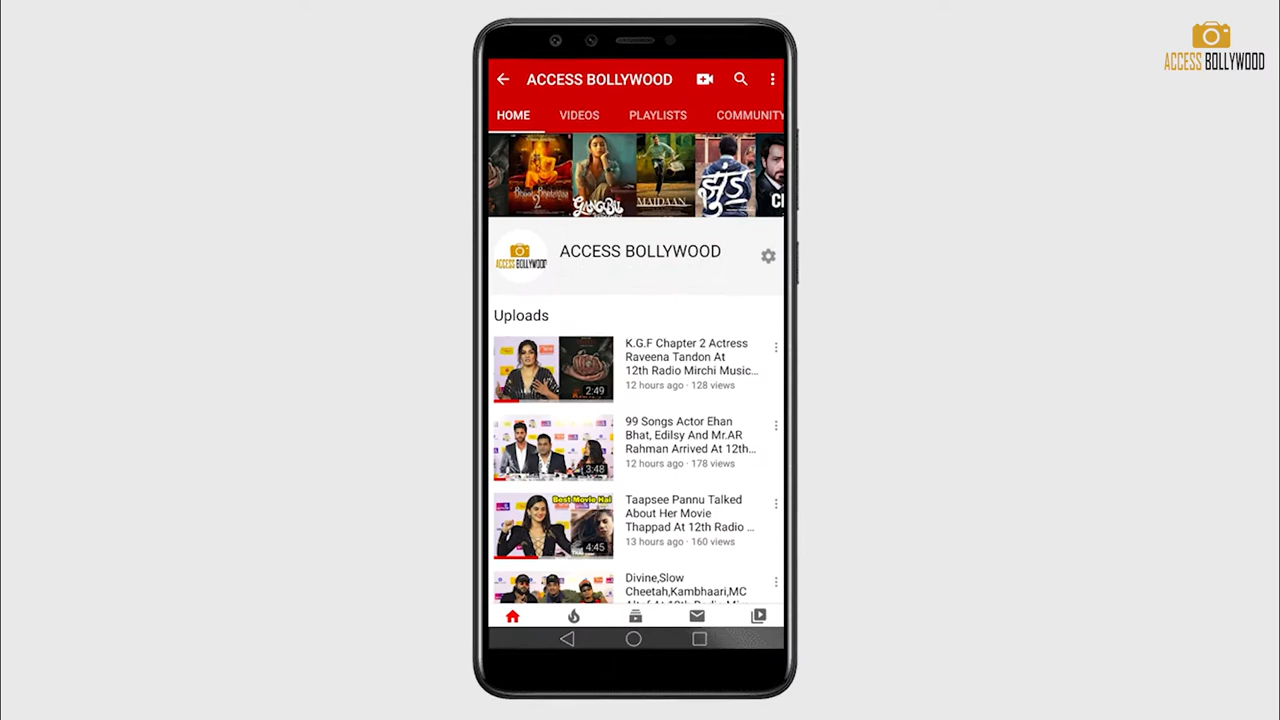 ACCESS BOLLYWOOD
ACCESS BOLLYWOOD
HOME VIDEOS PLAYLISTS COMMUNITY
2
GANGUBAI
MAIDAAN
झुंड
ACCESS BOLLYWOOD
ACCESS BOLLYWOOD
Uploads
K.G.F Chapter 2 Actress
Raveena Tandon At
12th Radio Mirchi Music...
12 hours ago · 128 views
2:49
99 Songs Actor Ehan
Bhat, Edilsy And Mr.AR
Rahman Arrived At 12th...
12 hours ago · 178 views
3:48
Best Movie Hai
Taapsee Pannu Talked
About Her Movie
Thappad At 12th Radio ...
13 hours ago · 160 views
4:45
Divine,Slow
Cheetah,Kambhaari,MC